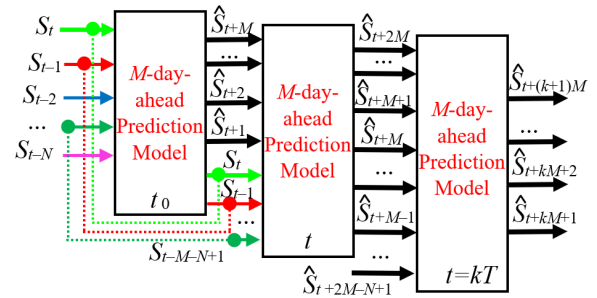 S_t
S_{t-1}
S_{t-2}
...
S_{t-N}
M-day-
ahead
Prediction
Model
t_0
Ŝ_{t+M}
...
Ŝ_{t+2}
Ŝ_{t+1}
S_t
S_{t-1}
...
S_{t-M-N+1}
M-day-
ahead
Prediction
Model
t
Ŝ_{t+2M}
...
Ŝ_{t+M+1}
Ŝ_{t+M}
...
Ŝ_{t+M-1}
...
Ŝ_{t+2M-N+1}
M-day-
ahead
Prediction
Model
t=kT
Ŝ_{t+(k+1)M}
...
Ŝ_{t+kM+2}
Ŝ_{t+kM+1}